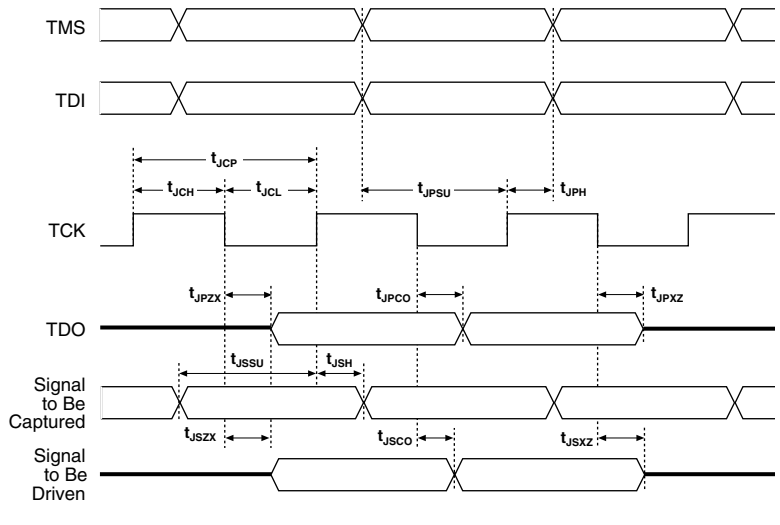 TMS
TDI
tJCP
tJCH
tJCL
tJPSU
tJPH
TCK
tJPZX
tJPCO
tJPXZ
TDO
tJSSU
tJSH
Signal
to Be
Captured
tJSZX
tJSCO
tJSXZ
Signal
to Be
Driven